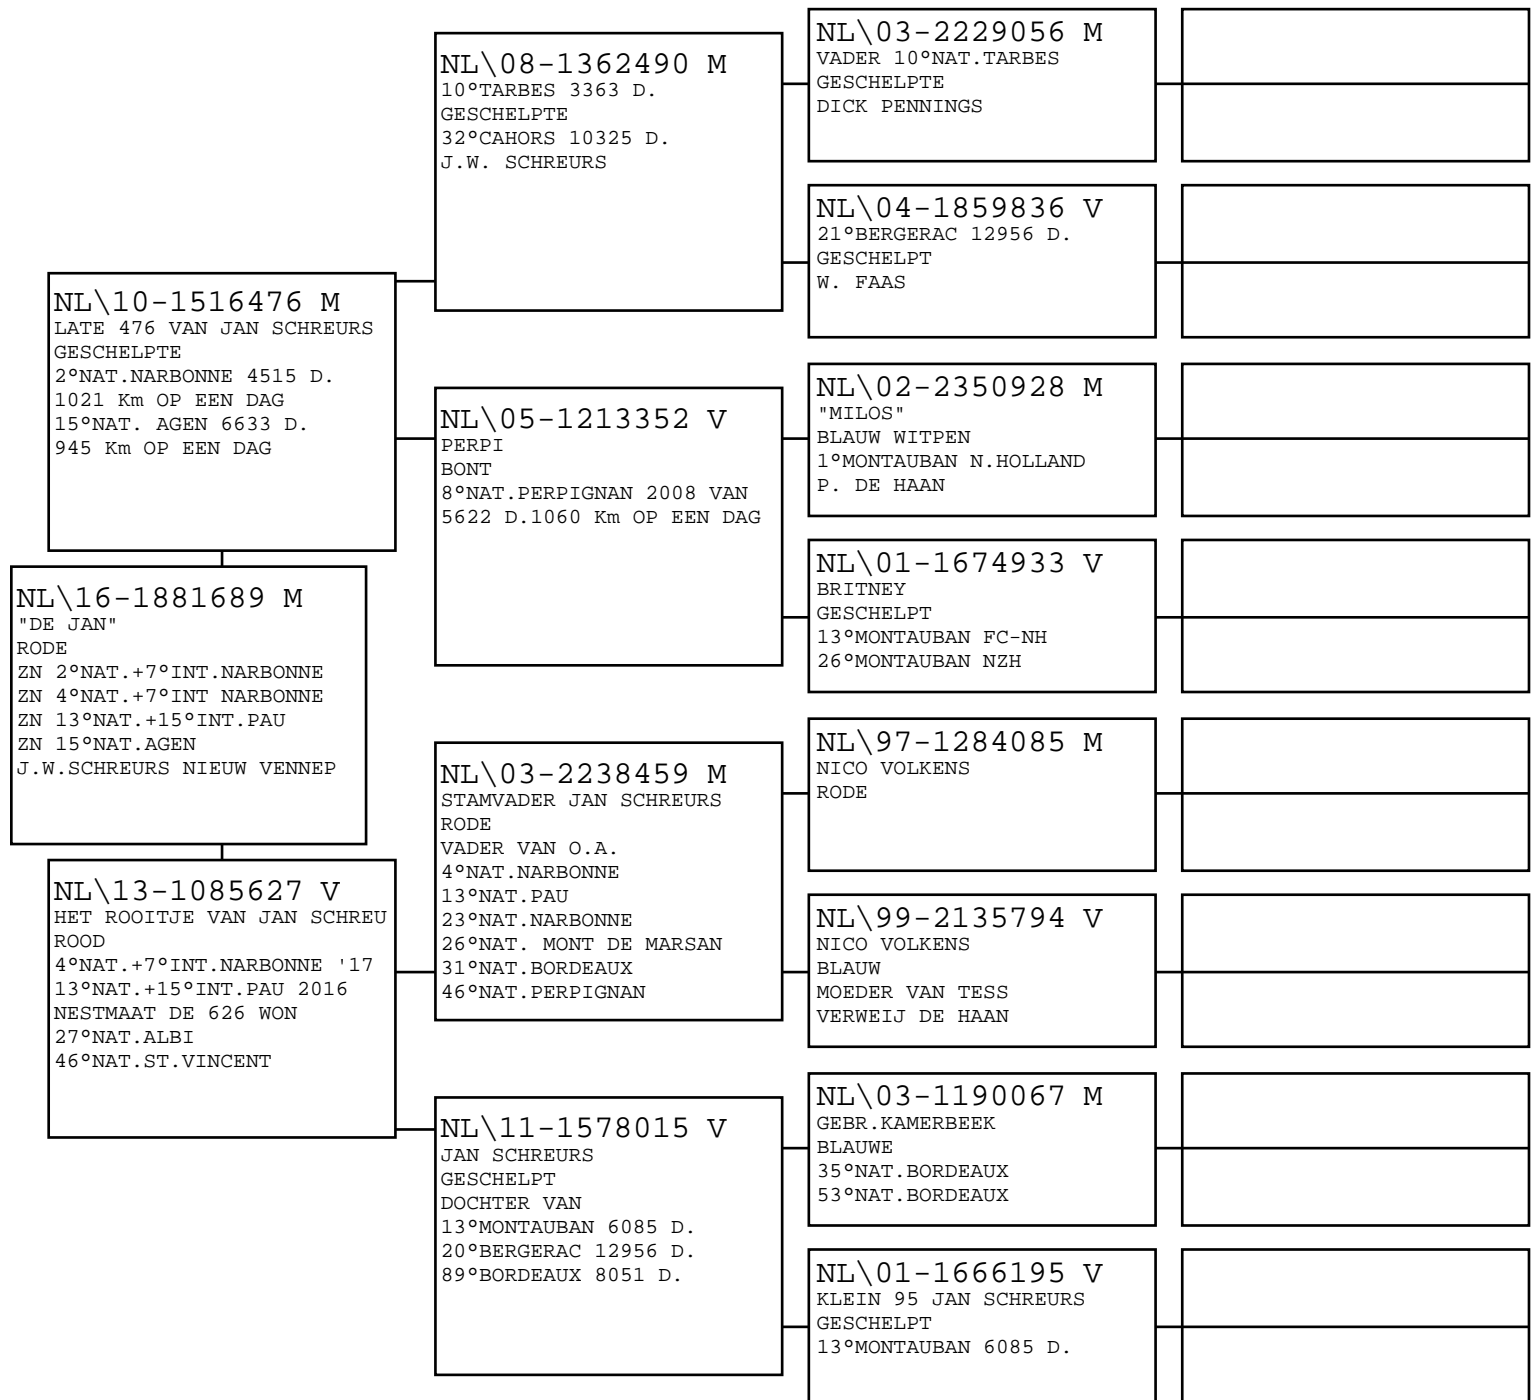 NL\16-1881689 M
"DE JAN"
RODE
ZN 2°NAT.+7°INT.NARBONNE
ZN 4°NAT.+7°INT NARBONNE
ZN 13°NAT.+15°INT.PAU
ZN 15°NAT.AGEN
J.W.SCHREURS NIEUW VENNEP
NL\10-1516476 M
LATE 476 VAN JAN SCHREURS
GESCHELPTE
2°NAT.NARBONNE 4515 D.
1021 Km OP EEN DAG
15°NAT. AGEN 6633 D.
945 Km OP EEN DAG
NL\13-1085627 V
HET ROOITJE VAN JAN SCHREU
ROOD
4°NAT.+7°INT.NARBONNE '17
13°NAT.+15°INT.PAU 2016
NESTMAAT DE 626 WON
27°NAT.ALBI
46°NAT.ST.VINCENT
NL\08-1362490 M
10°TARBES 3363 D.
GESCHELPTE
32°CAHORS 10325 D.
J.W. SCHREURS
NL\05-1213352 V
PERPI
BONT
8°NAT.PERPIGNAN 2008 VAN
5622 D.1060 Km OP EEN DAG
NL\03-2238459 M
STAMVADER JAN SCHREURS
RODE
VADER VAN O.A.
4°NAT.NARBONNE
13°NAT.PAU
23°NAT.NARBONNE
26°NAT. MONT DE MARSAN
31°NAT.BORDEAUX
46°NAT.PERPIGNAN
NL\11-1578015 V
JAN SCHREURS
GESCHELPT
DOCHTER VAN
13°MONTAUBAN 6085 D.
20°BERGERAC 12956 D.
89°BORDEAUX 8051 D.
NL\03-2229056 M
VADER 10°NAT.TARBES
GESCHELPTE
DICK PENNINGS
NL\04-1859836 V
21°BERGERAC 12956 D.
GESCHELPT
W. FAAS
NL\02-2350928 M
"MILOS"
BLAUW WITPEN
1°MONTAUBAN N.HOLLAND
P. DE HAAN
NL\01-1674933 V
BRITNEY
GESCHELPT
13°MONTAUBAN FC-NH
26°MONTAUBAN NZH
NL\97-1284085 M
NICO VOLKENS
RODE
NL\99-2135794 V
NICO VOLKENS
BLAUW
MOEDER VAN TESS
VERWEIJ DE HAAN
NL\03-1190067 M
GEBR.KAMERBEEK
BLAUWE
35°NAT.BORDEAUX
53°NAT.BORDEAUX
NL\01-1666195 V
KLEIN 95 JAN SCHREURS
GESCHELPT
13°MONTAUBAN 6085 D.